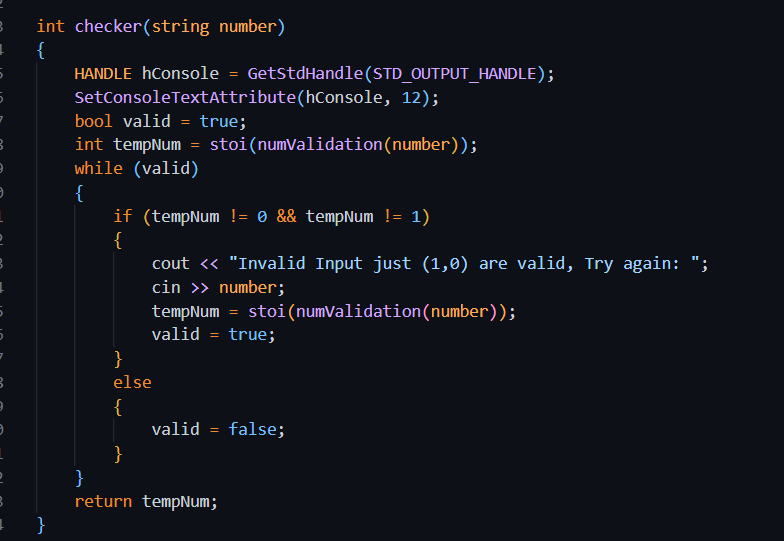 int checker(string number)
{
    HANDLE hConsole = GetStdHandle(STD_OUTPUT_HANDLE);
    SetConsoleTextAttribute(hConsole, 12);
    bool valid = true;
    int tempNum = stoi(numValidation(number));
    while (valid)
    {
        if (tempNum != 0 && tempNum != 1)
        {
            cout << "Invalid Input just (1,0) are valid, Try again: ";
            cin >> number;
            tempNum = stoi(numValidation(number));
            valid = true;
        }
        else
        {
            valid = false;
        }
    }
    return tempNum;
}